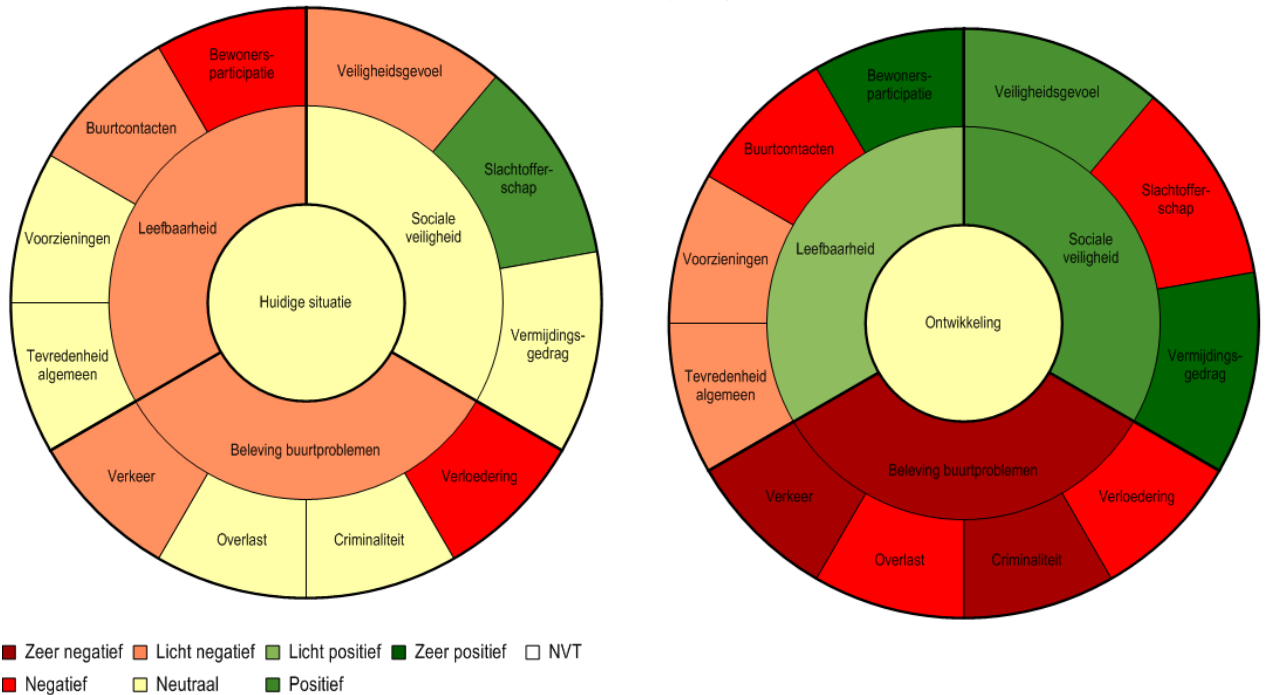 Bewoners-
participatie
Veiligheidsgevoel
Buurtcontacten
Slachtoffer-
schap
Leefbaarheid
Sociale
veiligheid
Voorzieningen
Huidige situatie
Tevredenheid
algemeen
Vermijdings-
gedrag
Beleving buurtproblemen
Verkeer
Verloedering
Overlast
Criminaliteit
Bewoners-
participatie
Veiligheidsgevoel
Buurtcontacten
Slachtoffer-
schap
Leefbaarheid
Sociale
veiligheid
Voorzieningen
Ontwikkeling
Tevredenheid
algemeen
Vermijdings-
gedrag
Beleving buurtproblemen
Verkeer
Verloedering
Overlast
Criminaliteit
Zeer negatief Licht negatief Licht positief Zeer positief NVT
Negatief Neutraal Positief